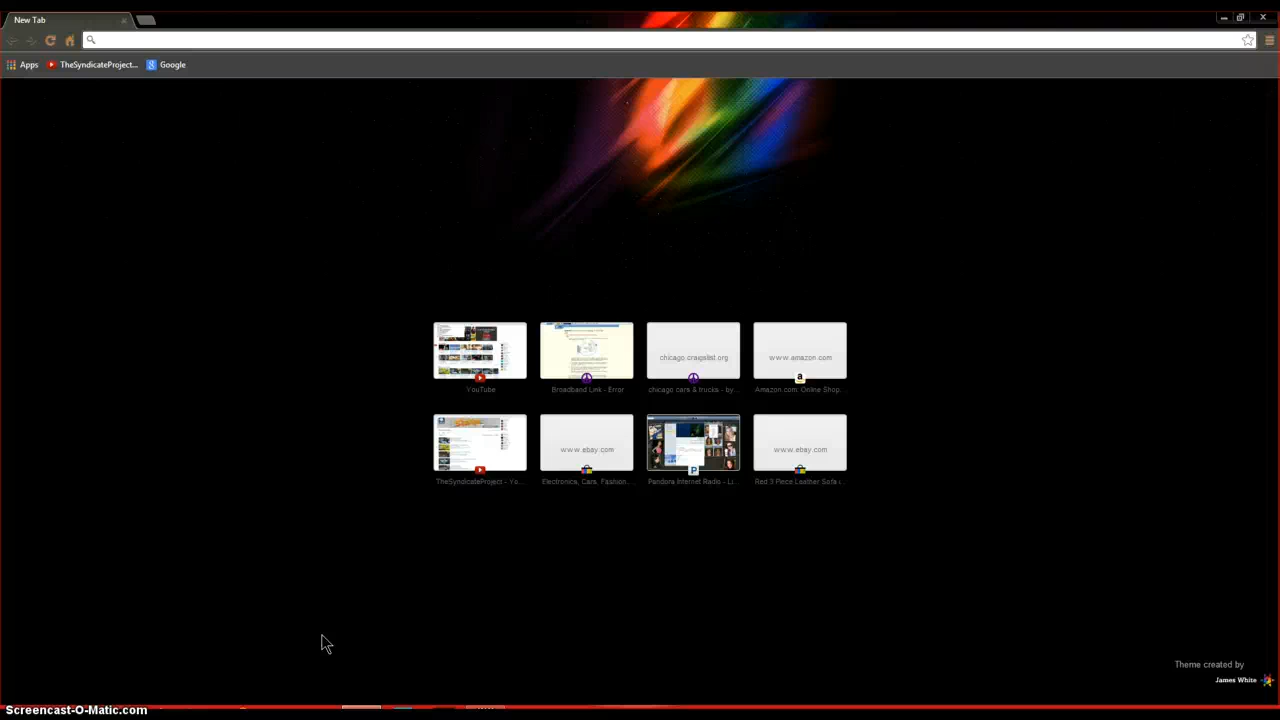 New Tab
Apps
TheSyndicateProject...
Google
chicago.craigslist.org
www.amazon.com
YouTube
Broadband Link - Error
chicago cars & trucks - by...
Amazon.com: Online Shop...
www.ebay.com
www.ebay.com
TheSyndicateProject - Yo...
Electronics, Cars, Fashion, ...
Pandora Internet Radio - Li...
Red 3 Piece Leather Sofa
Theme created by
James White
Screencast-O-Matic.com